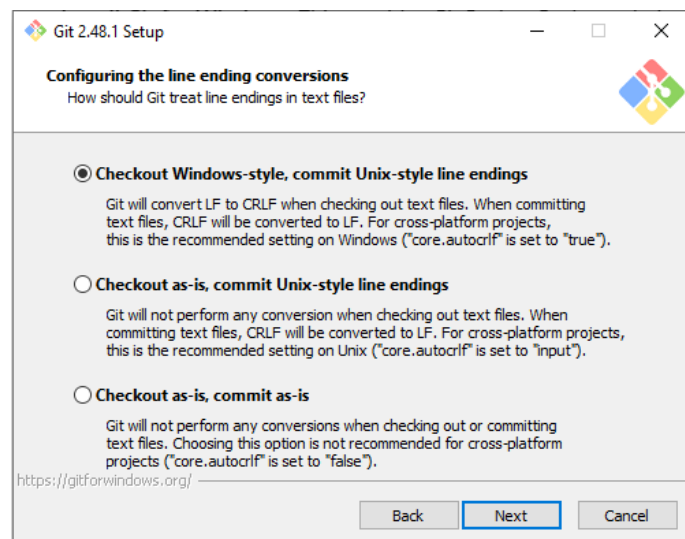 Git 2.48.1 Setup
Configuring the line ending conversions
How should Git treat line endings in text files?
Checkout Windows-style, commit Unix-style line endings
Git will convert LF to CRLF when checking out text files. When committing
text files, CRLF will be converted to LF. For cross-platform projects,
this is the recommended setting on Windows ("core.autocrlf" is set to "true").
Checkout as-is, commit Unix-style line endings
Git will not perform any conversion when checking out text files. When
committing text files, CRLF will be converted to LF. For cross-platform projects,
this is the recommended setting on Unix ("core.autocrlf" is set to "input").
Checkout as-is, commit as-is
Git will not perform any conversions when checking out or committing
text files. Choosing this option is not recommended for cross-platform
projects ("core.autocrlf" is set to "false").
https://gitforwindows.org/
Back Next Cancel